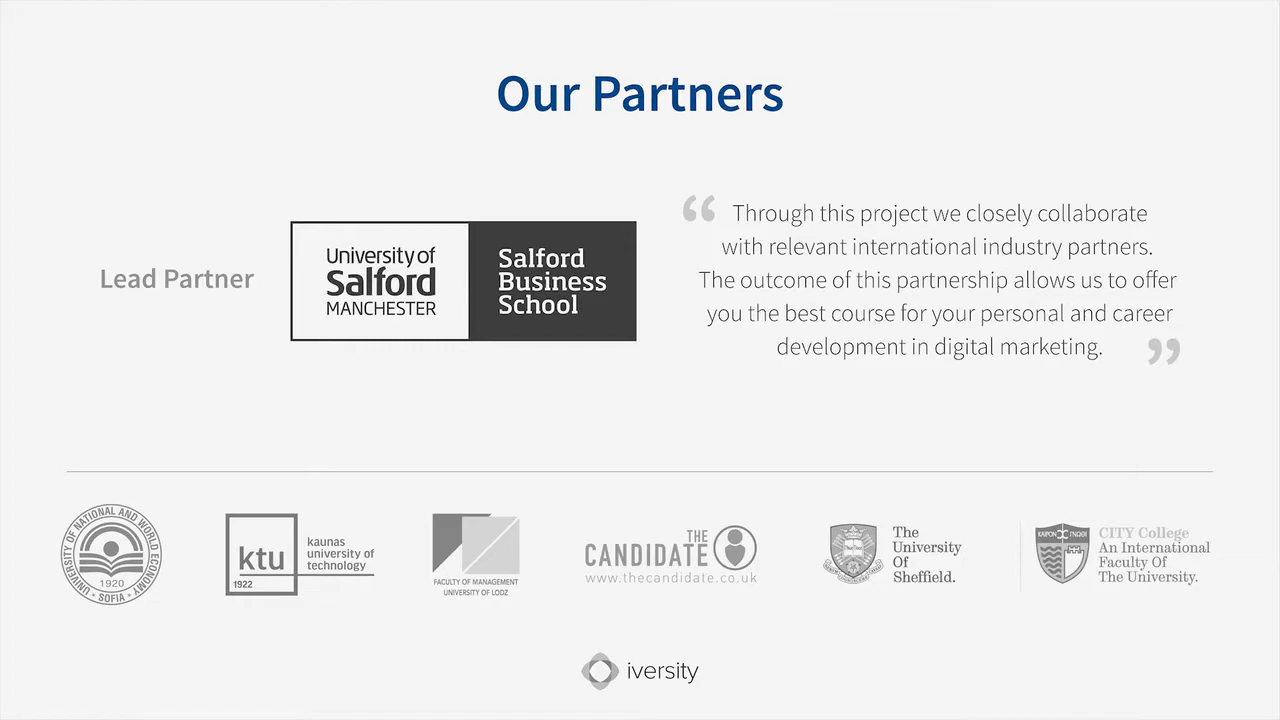 Our Partners
Lead Partner
University of
Salford
MANCHESTER
Salford
Business
School
“ Through this project we closely collaborate
with relevant international industry partners.
The outcome of this partnership allows us to offer
you the best course for your personal and career
development in digital marketing. ”
UNIVERSITY OF NATIONAL AND WORLD ECONOMY
1920
• SOFIA •
ktu
1922
kaunas
university of
technology
FACULTY OF MANAGEMENT
UNIVERSITY OF LODZ
THE
CANDIDATE
www.thecandidate.co.uk
The
University
Of
Sheffield.
ΚΑΙΡΟΝ ΓΝΩΘΙ
CITY College
An International
Faculty Of
The University.
iversity